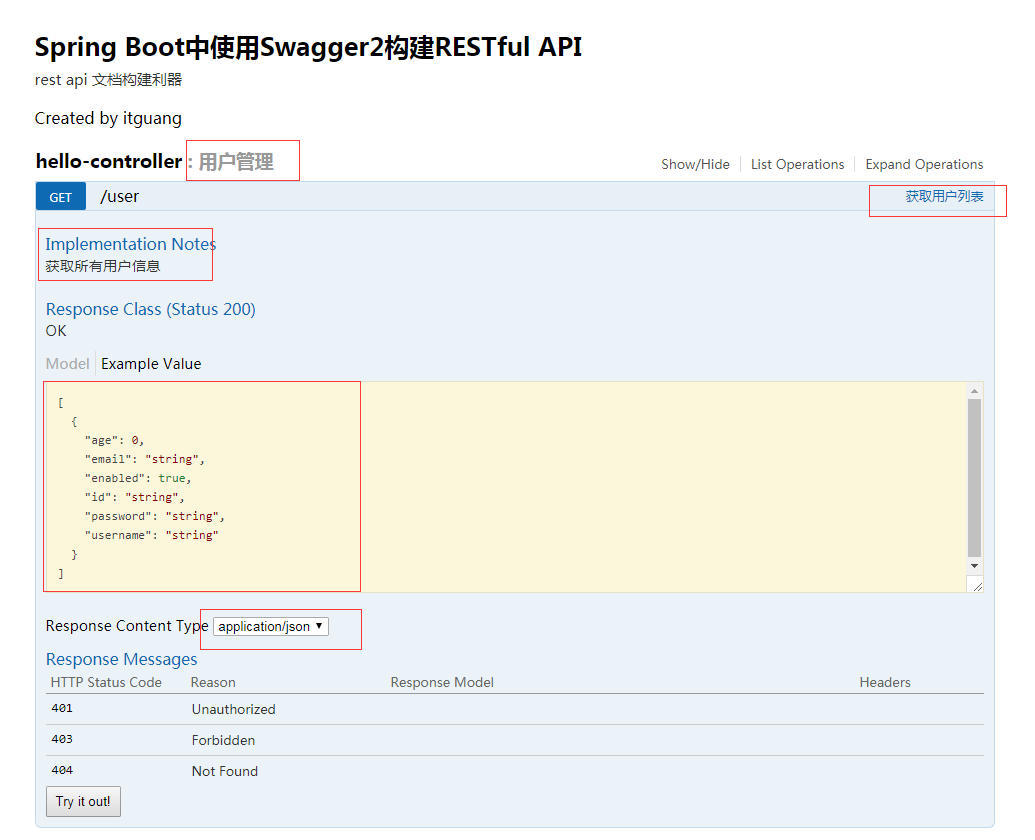 Spring Boot中使用Swagger2构建RESTful API
rest api 文档构建利器
Created by itguang
hello-controller : 用户管理 Show/Hide List Operations Expand Operations
GET /user 获取用户列表
Implementation Notes
获取所有用户信息
Response Class (Status 200)
OK
Model Example Value
[
{
"age": 0,
"email": "string",
"enabled": true,
"id": "string",
"password": "string",
"username": "string"
}
]
Response Content Type application/json
Response Messages
HTTP Status Code Reason Response Model Headers
401 Unauthorized
403 Forbidden
404 Not Found
Try it out!